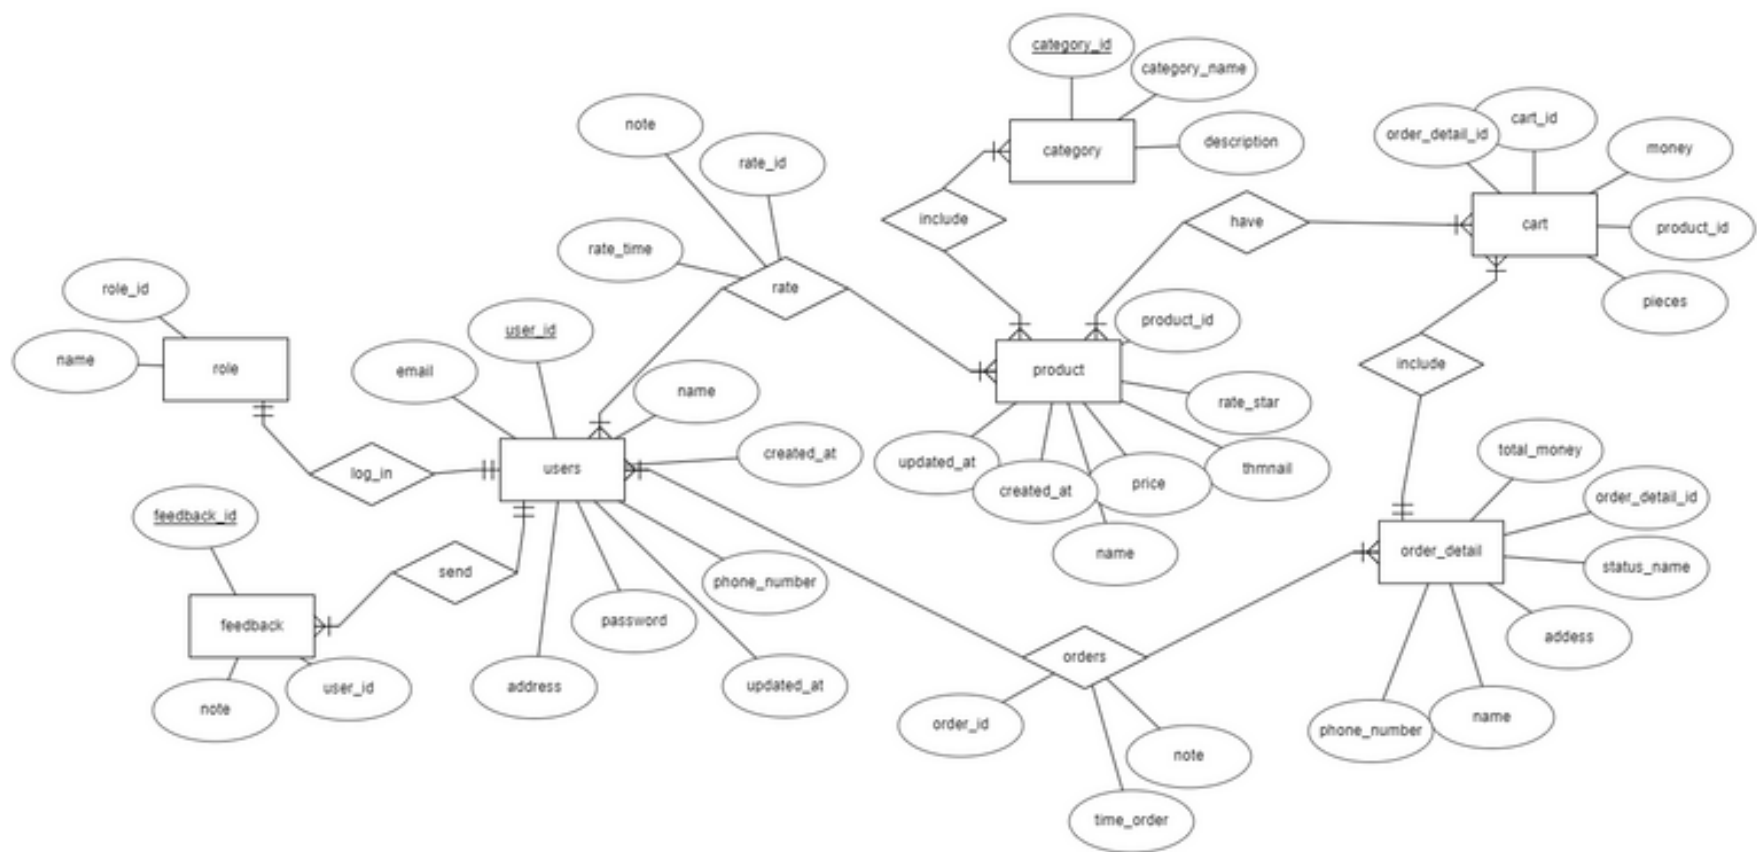 category_id
category_name
category
description
include
order_detail_id
cart_id
money
cart
product_id
pieces
have
note
rate_id
rate_time
rate
role_id
name
role
log_in
email
user_id
name
created_at
users
feedback_id
send
feedback
note
user_id
address
password
phone_number
updated_at
product_id
product
rate_star
thmnail
updated_at
created_at
price
name
include
total_money
order_detail_id
order_detail
status_name
addess
name
phone_number
orders
order_id
note
time_order